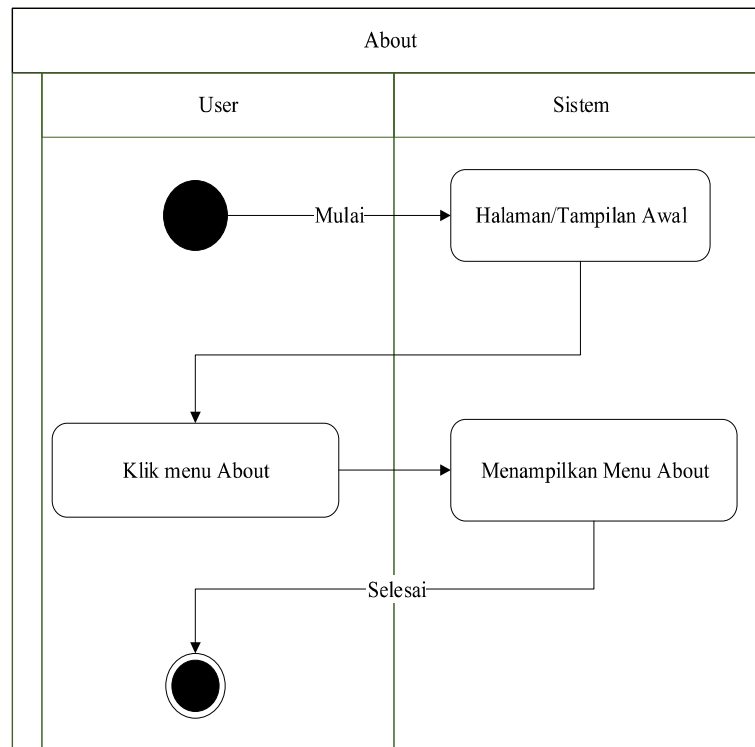 About
User
Sistem
Mulai
Halaman/Tampilan Awal
Klik menu About
Menampilkan Menu About
Selesai